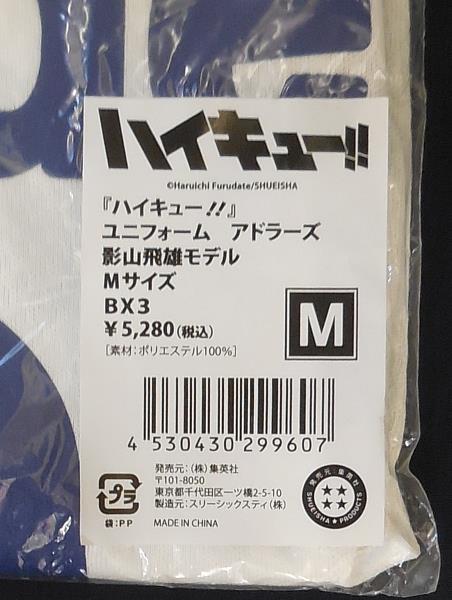 ハイキュー!!
©Haruichi Furudate/SHUEISHA
『ハイキュー!!』
ユニフォーム アドラーズ
影山飛雄モデル
Mサイズ
BX3
￥5,280(税込)
[素材：ポリエステル100%]
M
4 530430 299607
発売元：(株)集英社
〒101-8050
東京都千代田区一ツ橋2-5-10
製造元：スリーシックスティ(株)
MADE IN CHINA
プラ
袋：PP
発売元：集英社
SHUEISHA PRODUCTS